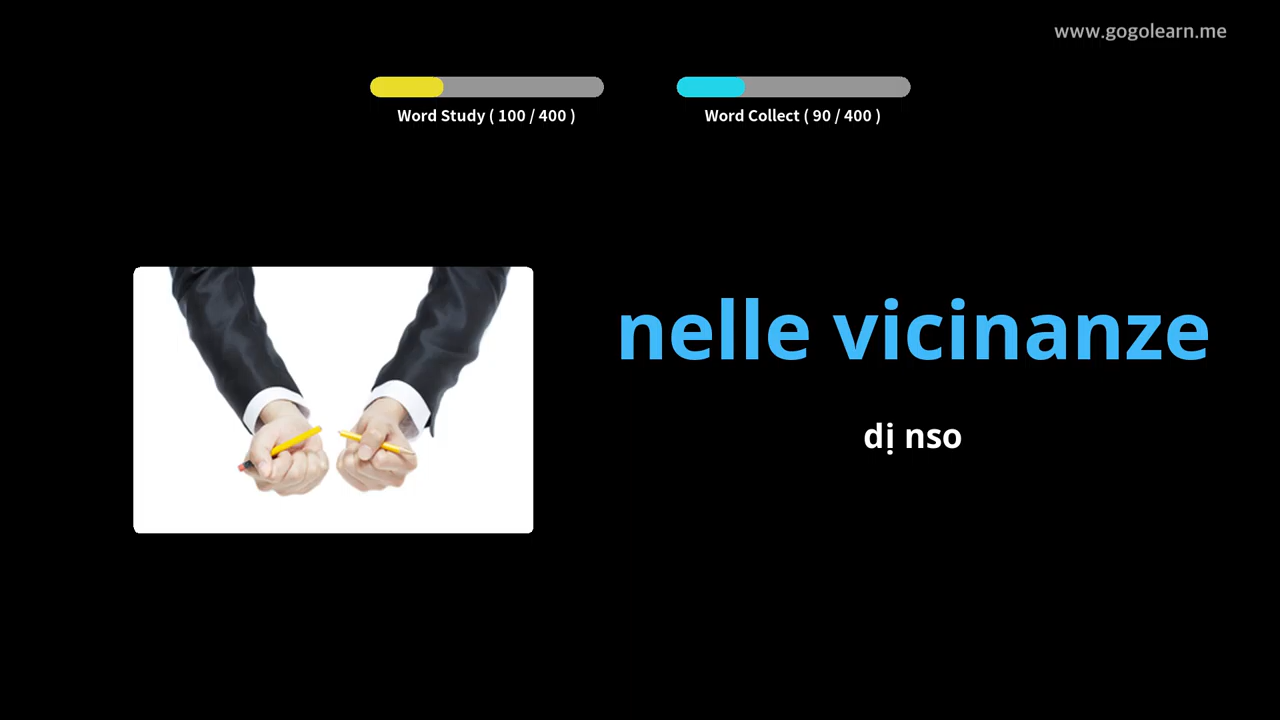 www.gogolearn.me
Word Study ( 100 / 400 )
Word Collect ( 90 / 400 )
nelle vicinanze
dị nso